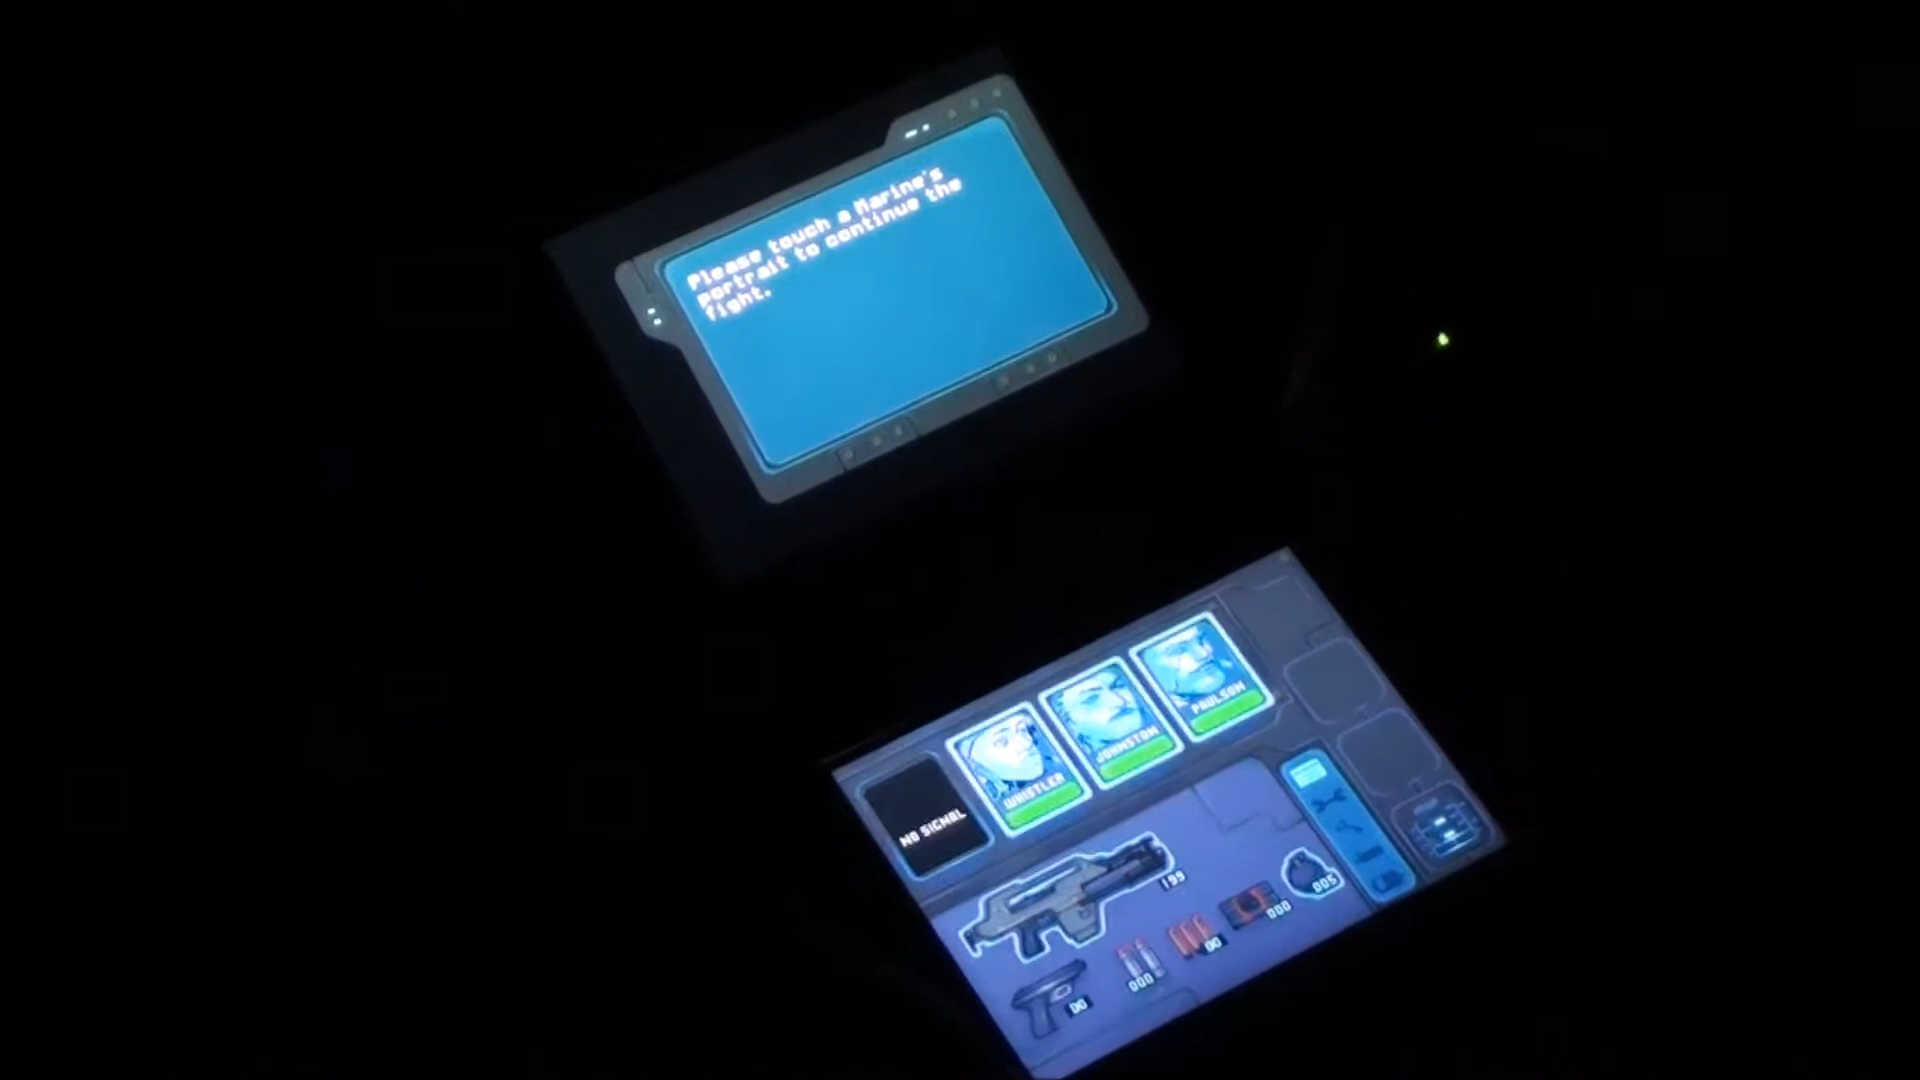 Please touch a Marine's
portrait to continue the
fight.
NO SIGNAL
WHISTLER
JOHNSTON
PAULSON
199
005
000
00
000
00